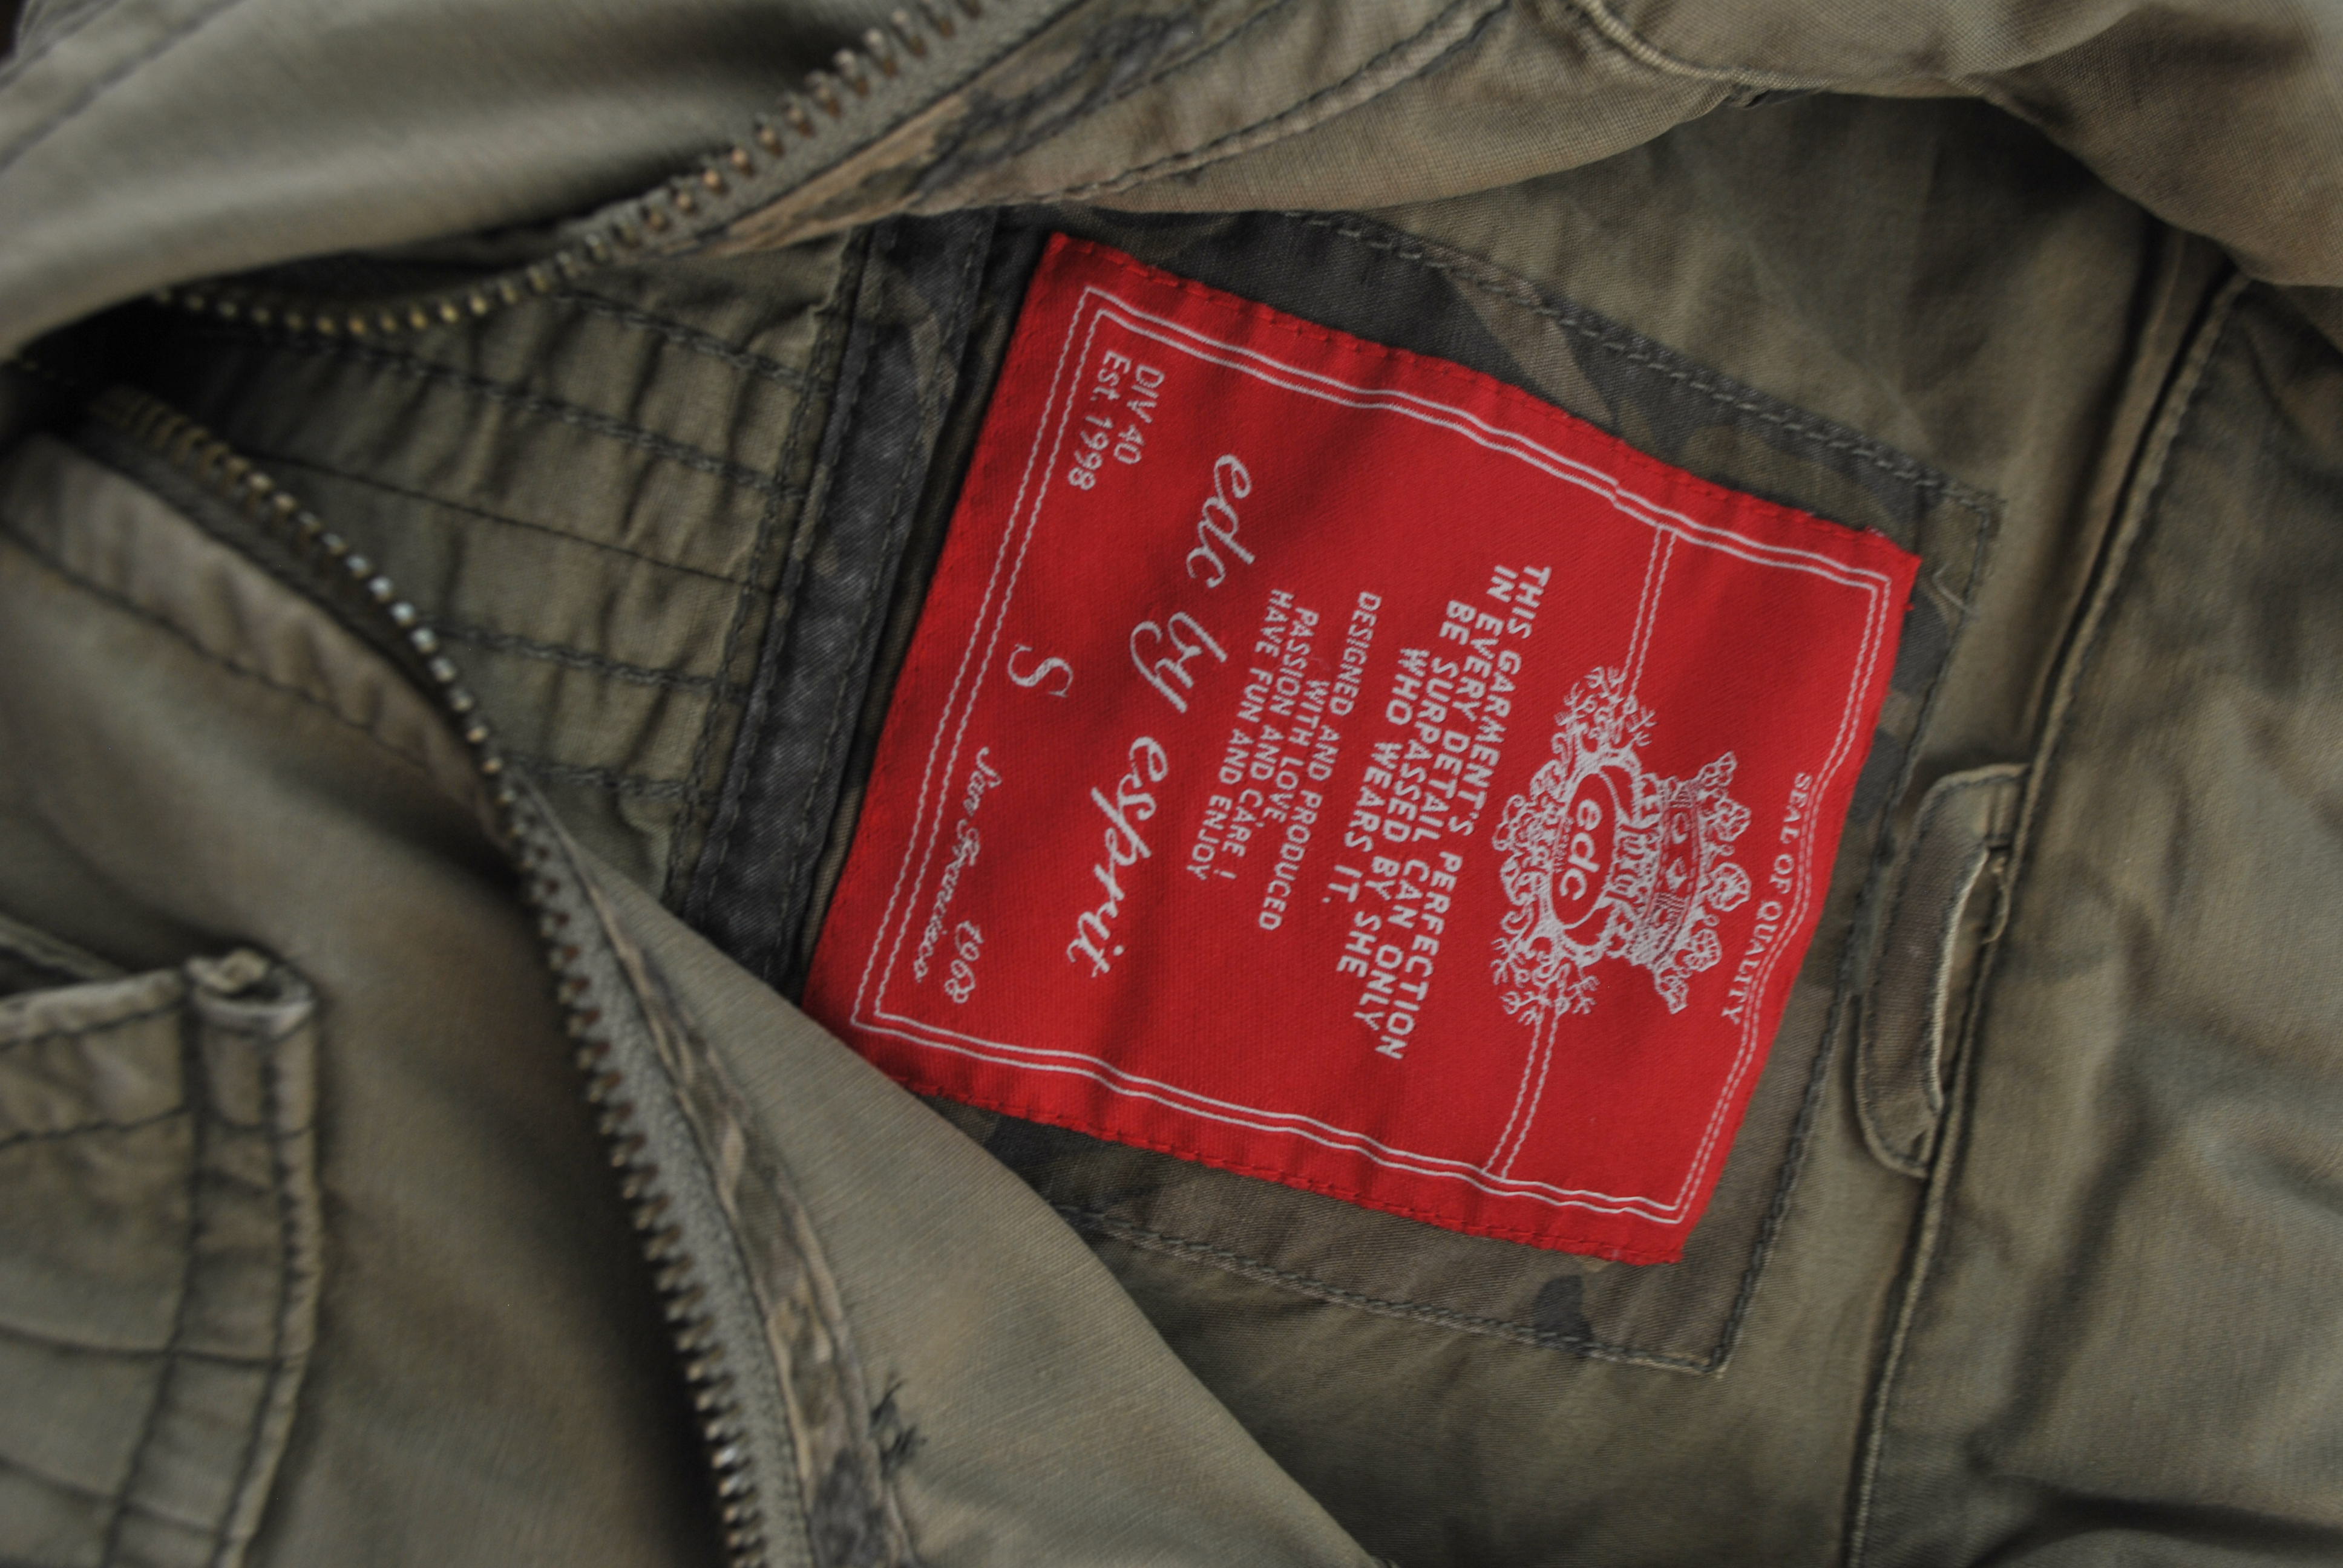 SEAL OF QUALITY
edc
THIS GARMENT'S PERFECTION
IN EVERY DETAIL CAN ONLY
BE SURPASSED BY SHE
WHO WEARS IT.
DESIGNED AND PRODUCED
WITH LOVE,
PASSION AND CARE!
HAVE FUN AND ENJOY
edc by esprit
DIV 40
Est. 1998
S
1968
San Francisco